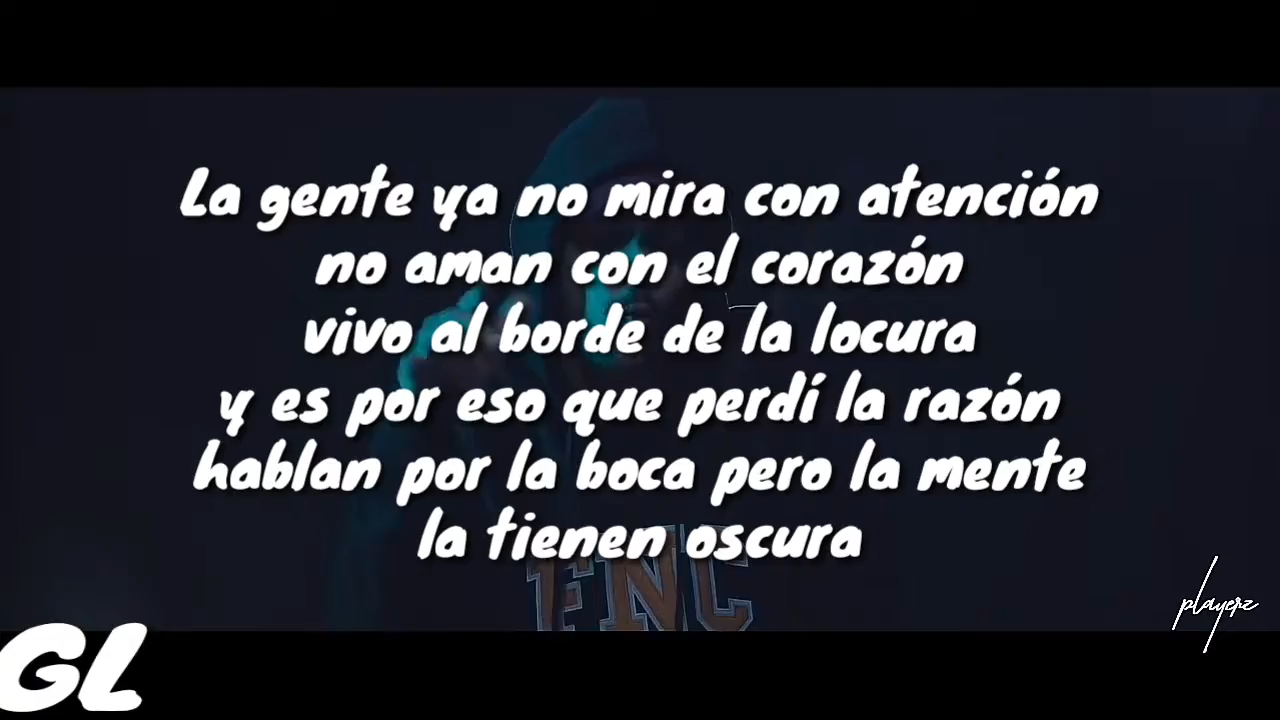 La gente ya no mira con atención
no aman con el corazón
vivo al borde de la locura
y es por eso que perdí la razón
hablan por la boca pero la mente
la tienen oscura
FNC
playerz
GL